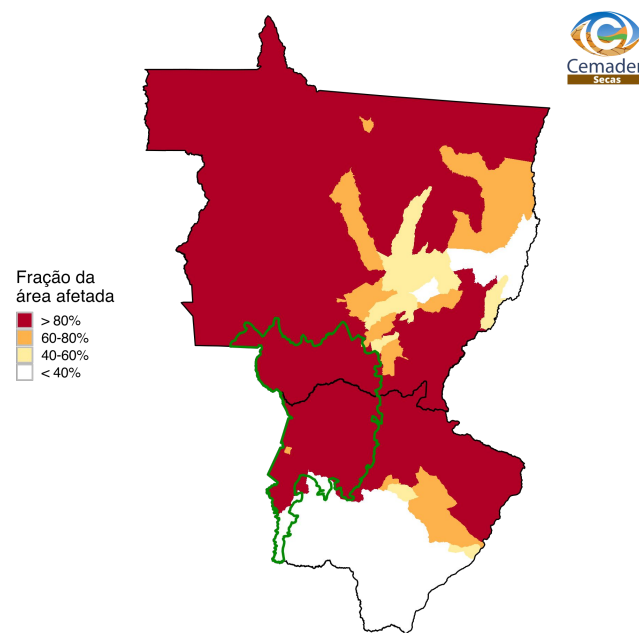 Cemaden
Secas
Fração da
área afetada
> 80%
60-80%
40-60%
< 40%